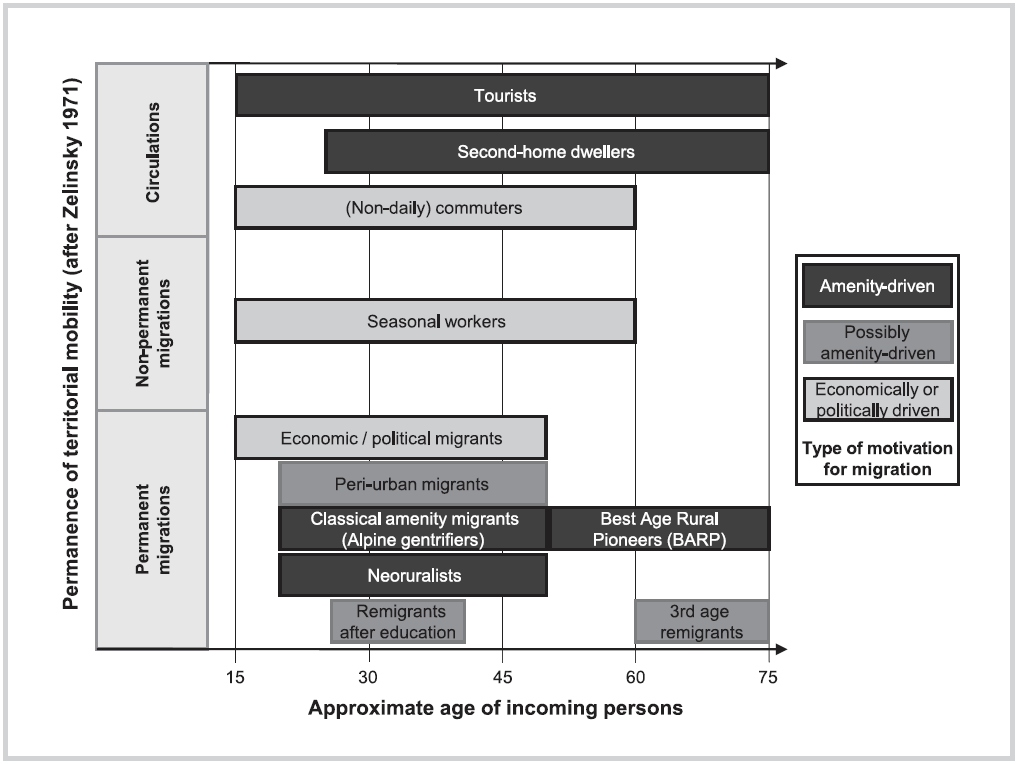 Permanence of territorial mobility (after Zelinsky 1971)
Circulations
Tourists
Second-home dwellers
(Non-daily) commuters
Non-permanent
migrations
Seasonal workers
Permanent
migrations
Economic / political migrants
Peri-urban migrants
Classical amenity migrants
(Alpine gentrifiers)
Best Age Rural
Pioneers (BARP)
Neoruralists
Remigrants
after education
3rd age
remigrants
15
30
45
60
75
Approximate age of incoming persons
Amenity-driven
Possibly
amenity-driven
Economically or
politically driven
Type of motivation
for migration